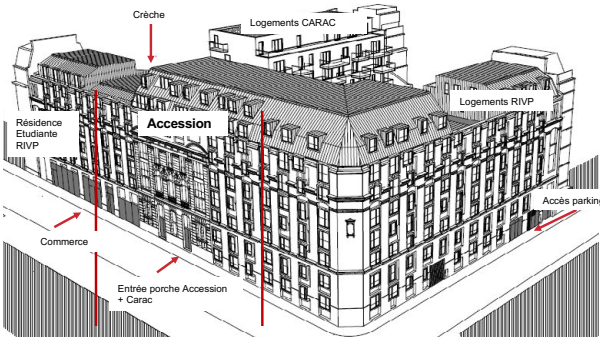 Crèche
Logements CARAC
Logements RIVP
Résidence
Etudiante
RIVP
Accession
Accès parking
Commerce
Entrée porche Accession
+ Carac